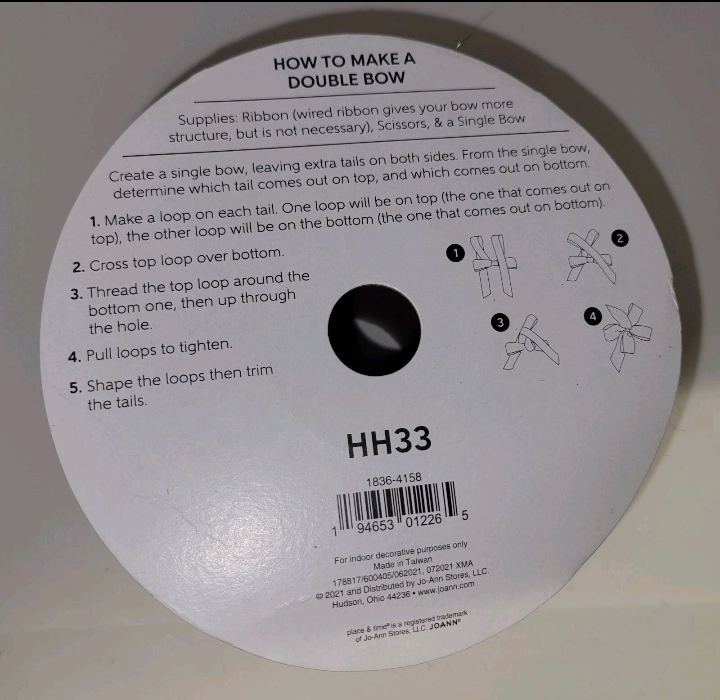 HOW TO MAKE A
DOUBLE BOW
Supplies: Ribbon (wired ribbon gives your bow more
structure, but is not necessary), Scissors, & a Single Bow
Create a single bow, leaving extra tails on both sides. From the single bow,
determine which tail comes out on top, and which comes out on bottom.
1. Make a loop on each tail. One loop will be on top (the one that comes out on
top), the other loop will be on the bottom (the one that comes out on bottom).
2. Cross top loop over bottom.
3. Thread the top loop around the
bottom one, then up through
the hole.
4. Pull loops to tighten.
5. Shape the loops then trim
the tails.
1
2
3
4
HH33
1836-4158
1 94653 01226 5
For indoor decorative purposes only
Made in Taiwan
178817/600405/062021, 072021 XMA
© 2021 and Distributed by Jo-Ann Stores, LLC.
Hudson, Ohio 44236 • www.joann.com
place & time® is a registered trademark
of Jo-Ann Stores, LLC. JOANN®